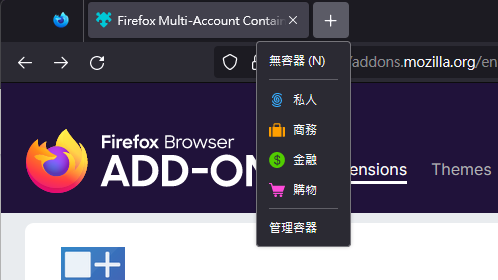 Firefox Multi-Account Contain
無容器 (N)
addons.mozilla.org/en
私人
Firefox Browser
商務
ADD-ON
金融
ensions
Themes
購物
管理容器